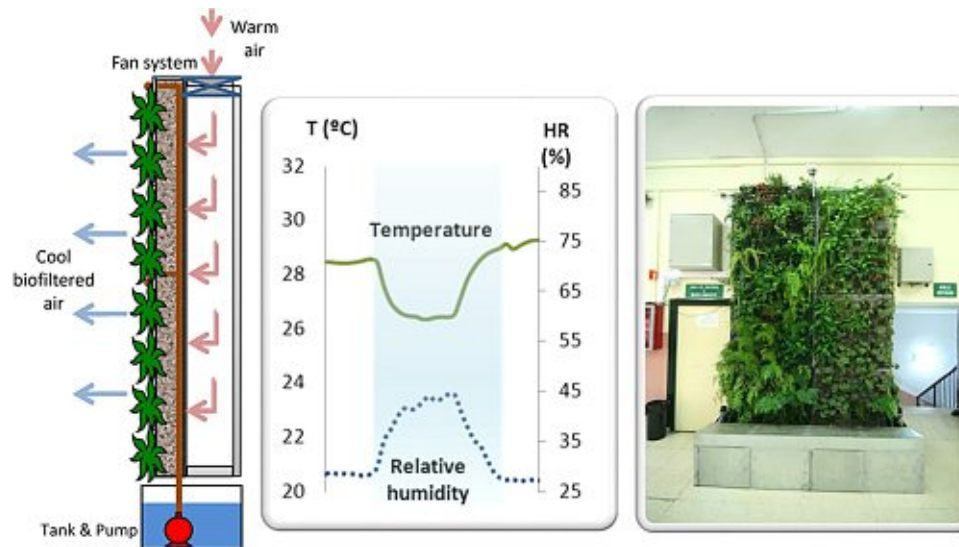 Warm
air
Fan system
Cool
biofiltered
air
Tank & Pump
T (ºC)
HR
(%)
32
30
28
26
24
22
20
85
75
65
55
45
35
25
Temperature
Relative
humidity